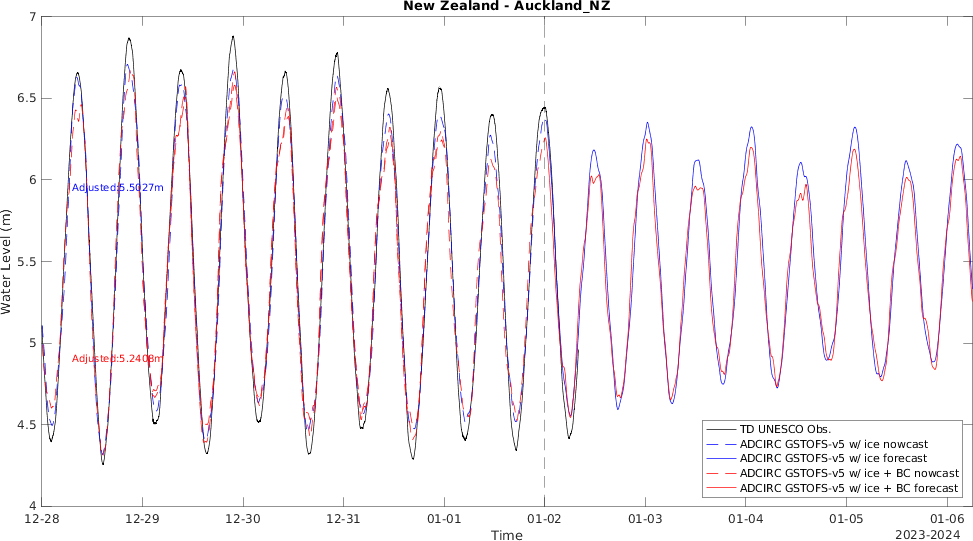 New Zealand - Auckland_NZ
7
6.5
6
5.5
5
4.5
4
Water Level (m)
Adjusted:5.5027m
Adjusted:5.2408m
TD UNESCO Obs.
ADCIRC GSTOFS-v5 w/ ice nowcast
ADCIRC GSTOFS-v5 w/ ice forecast
ADCIRC GSTOFS-v5 w/ ice + BC nowcast
ADCIRC GSTOFS-v5 w/ ice + BC forecast
12-28 12-29 12-30 12-31 01-01 01-02 01-03 01-04 01-05 01-06
Time
2023-2024